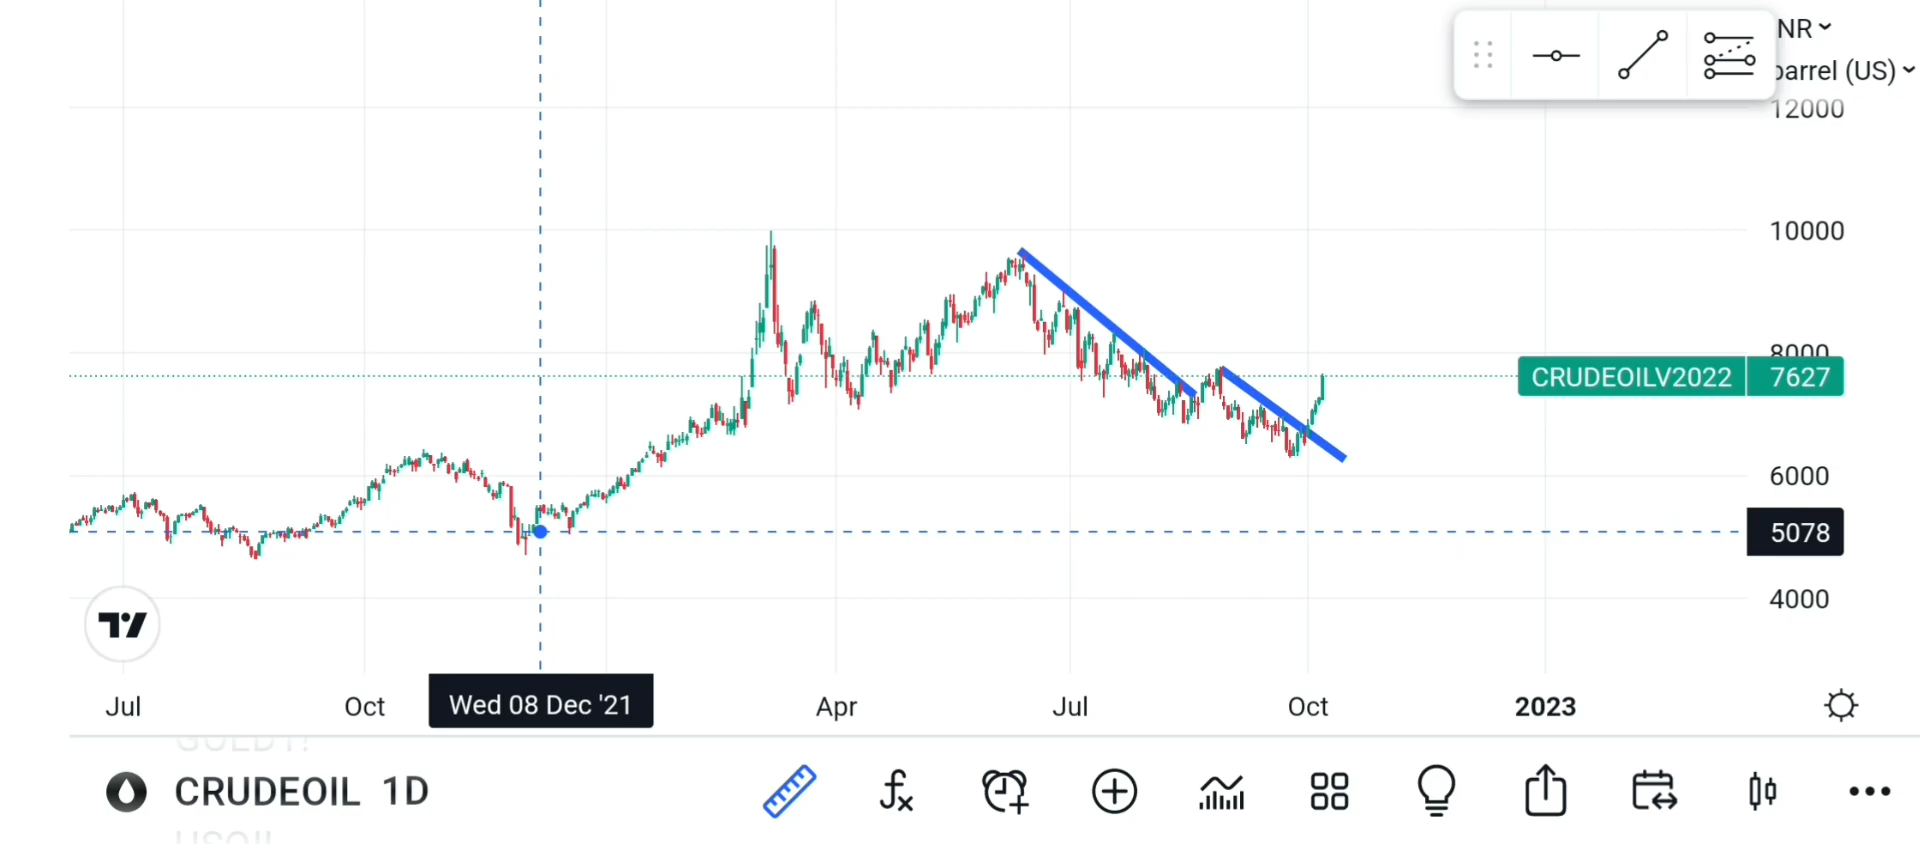 NR
barrel (US)
12000
10000
8000
CRUDEOILV2022 7627
6000
5078
4000
Jul Oct Wed 08 Dec '21 Apr Jul Oct 2023
CRUDEOIL 1D